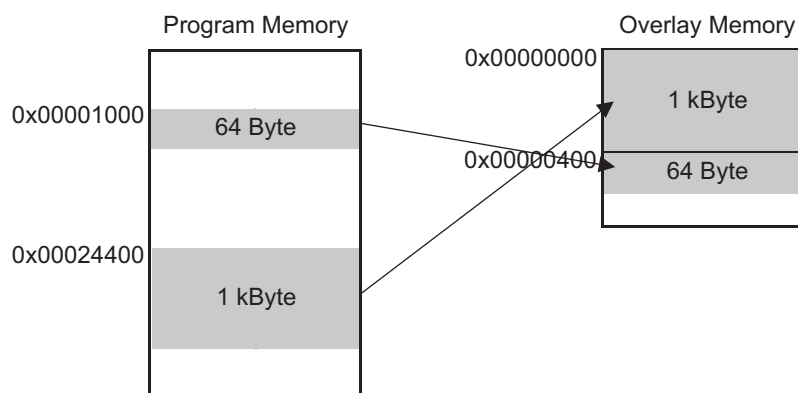 Program Memory
Overlay Memory
0x00000000
1 kByte
0x00001000
64 Byte
0x00000400
64 Byte
0x00024400
1 kByte